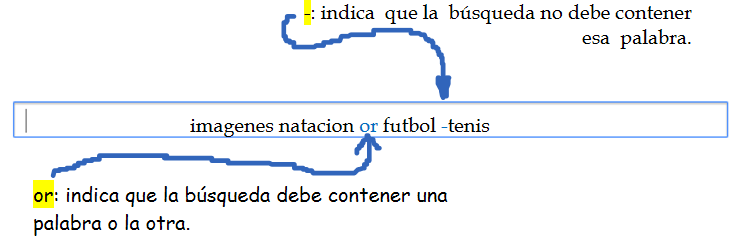 -: indica que la búsqueda no debe contener
esa palabra.
imagenes natacion or futbol -tenis
or: indica que la búsqueda debe contener una
palabra o la otra.